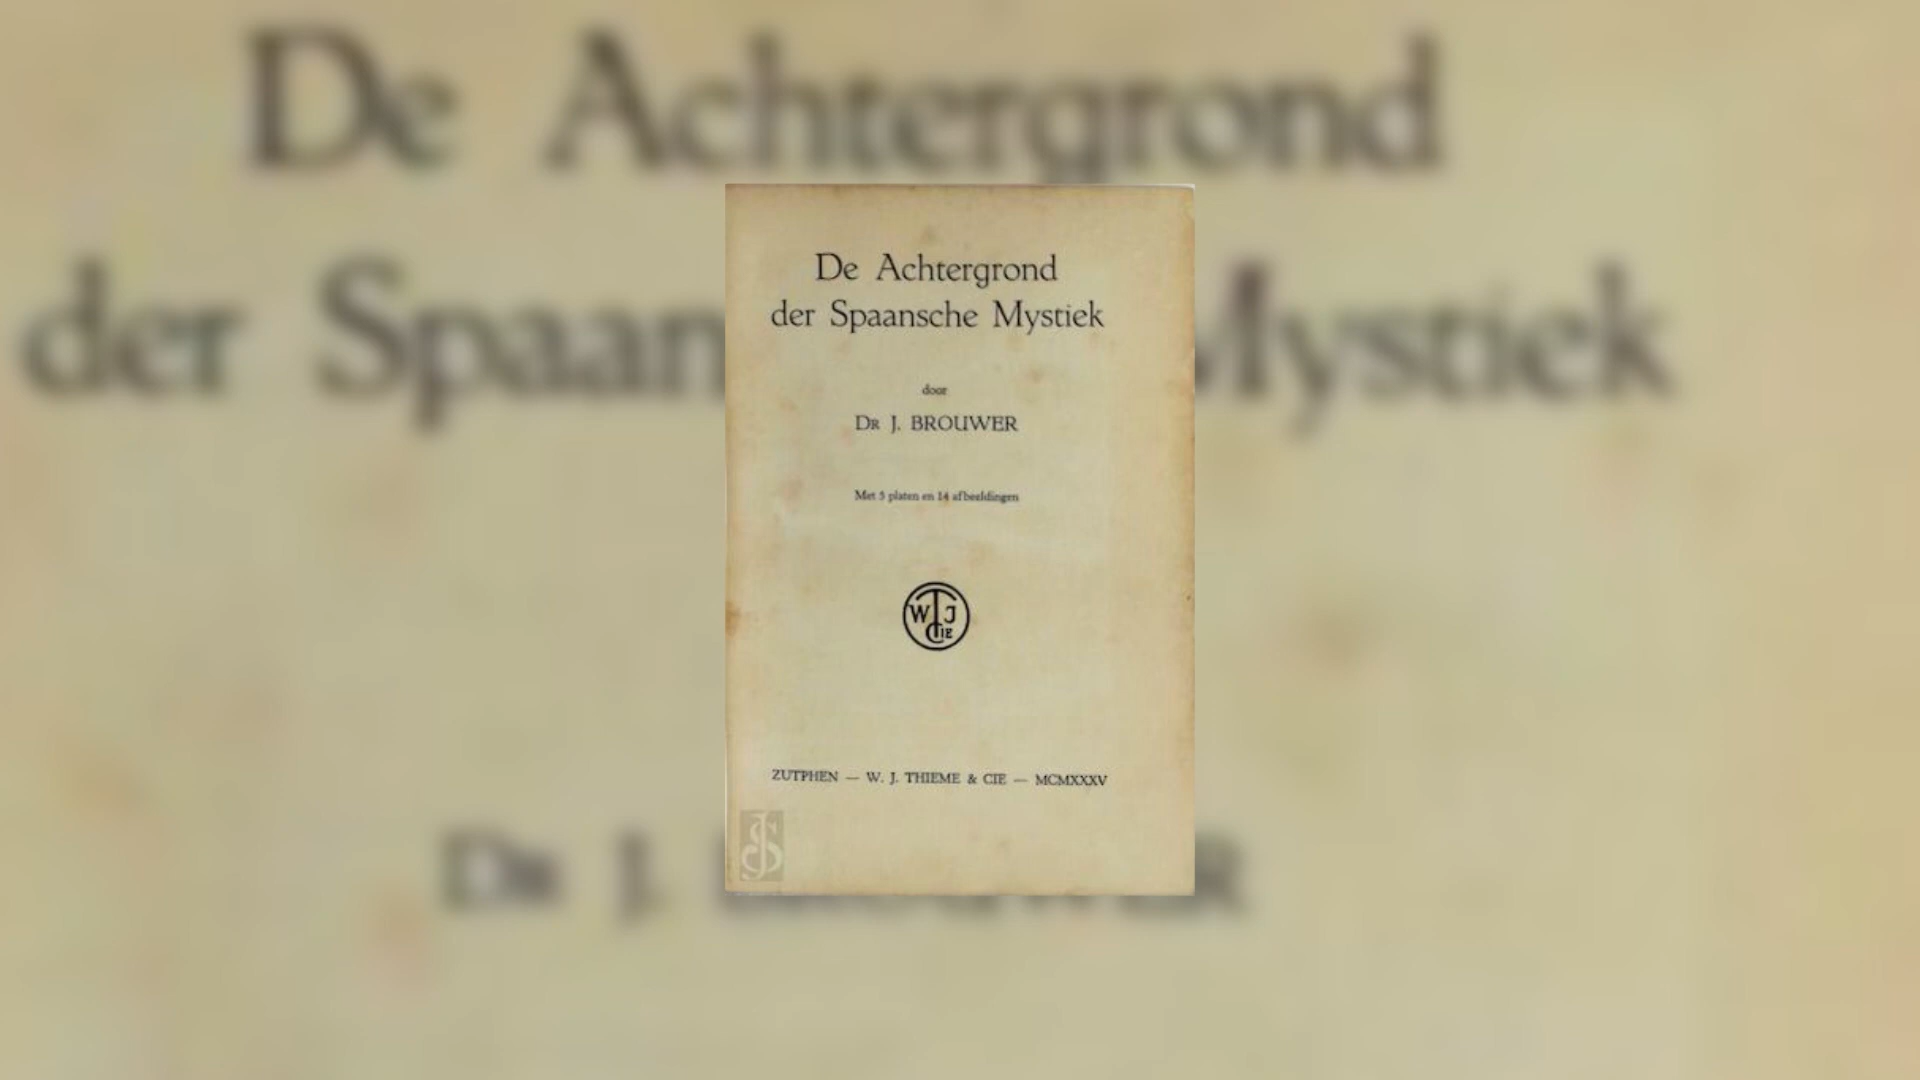 De Achtergrond
der Spaansche Mystiek
door
DR J. BROUWER
Met 5 platen en 14 afbeeldingen
W T J
CIE
ZUTPHEN — W. J. THIEME & CIE — MCMXXXV